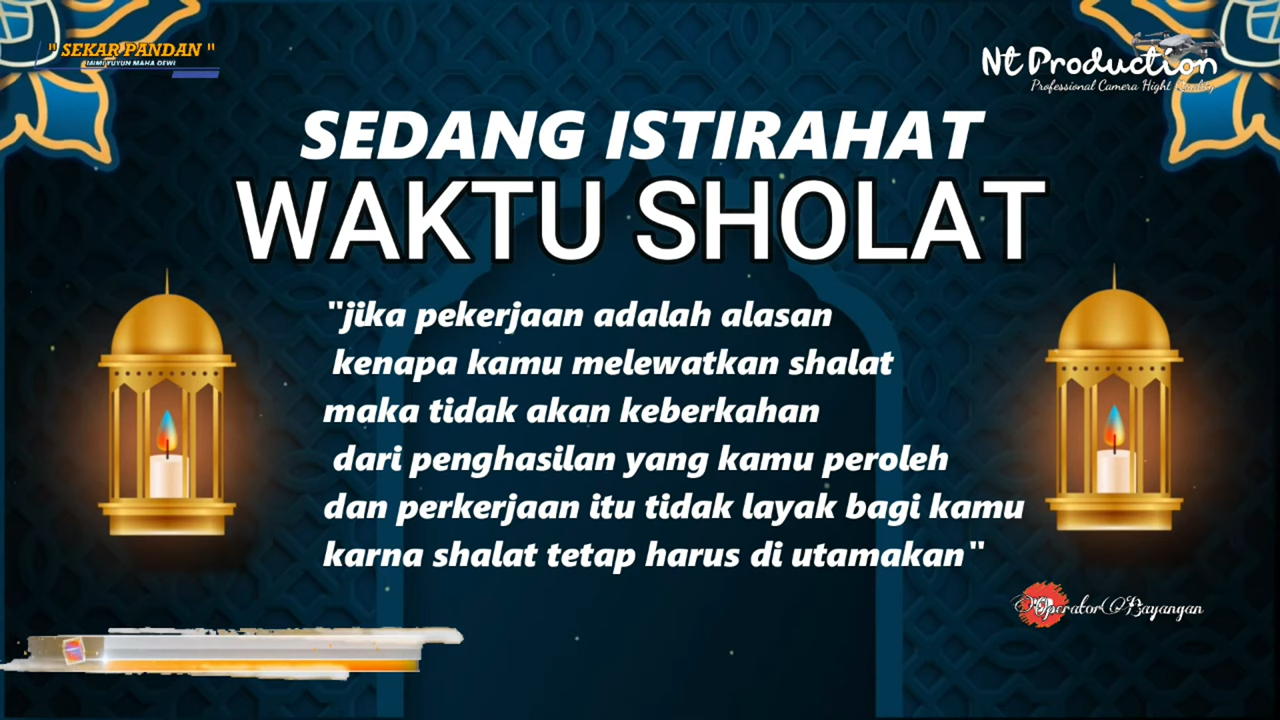 " SEKAR PANDAN "
Nt Production
Professional Camera Hight Quality
SEDANG ISTIRAHAT
WAKTU SHOLAT
"jika pekerjaan adalah alasan
kenapa kamu melewatkan shalat
maka tidak akan keberkahan
dari penghasilan yang kamu peroleh
dan perkerjaan itu tidak layak bagi kamu
karna shalat tetap harus di utamakan"
Operator Bayangan